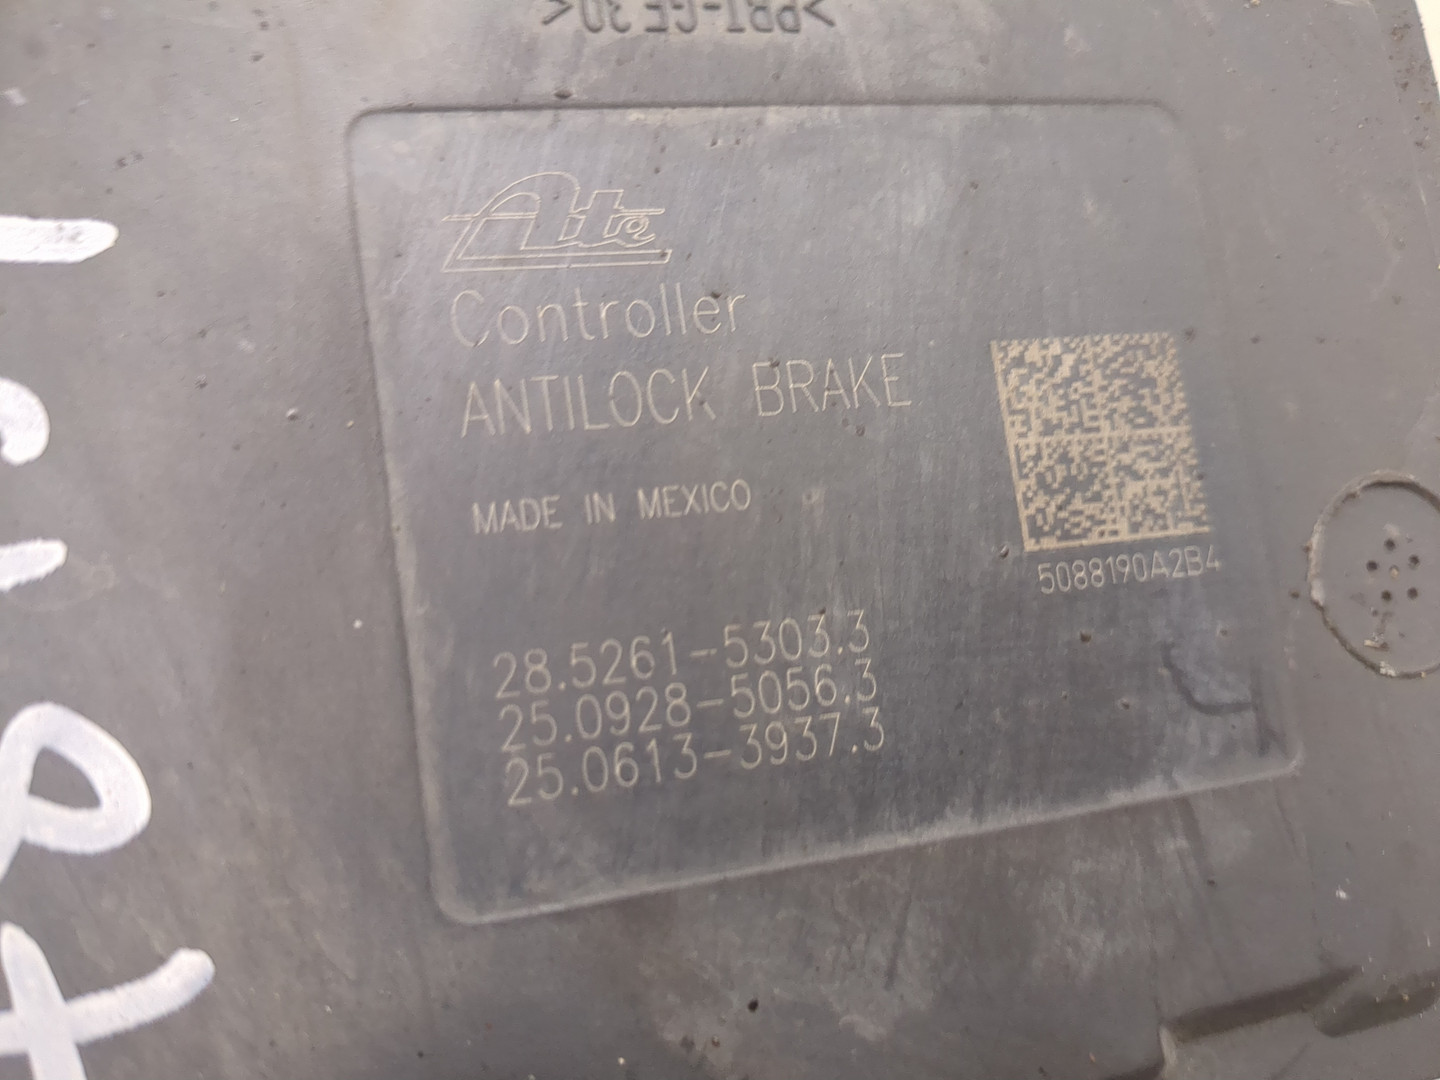 >PBT-GF30<
Ate
Controller
ANTILOCK BRAKE
MADE IN MEXICO
5088190A2B4
28.5261-5303.3
25.0928-5056.3
25.0613-3937.3